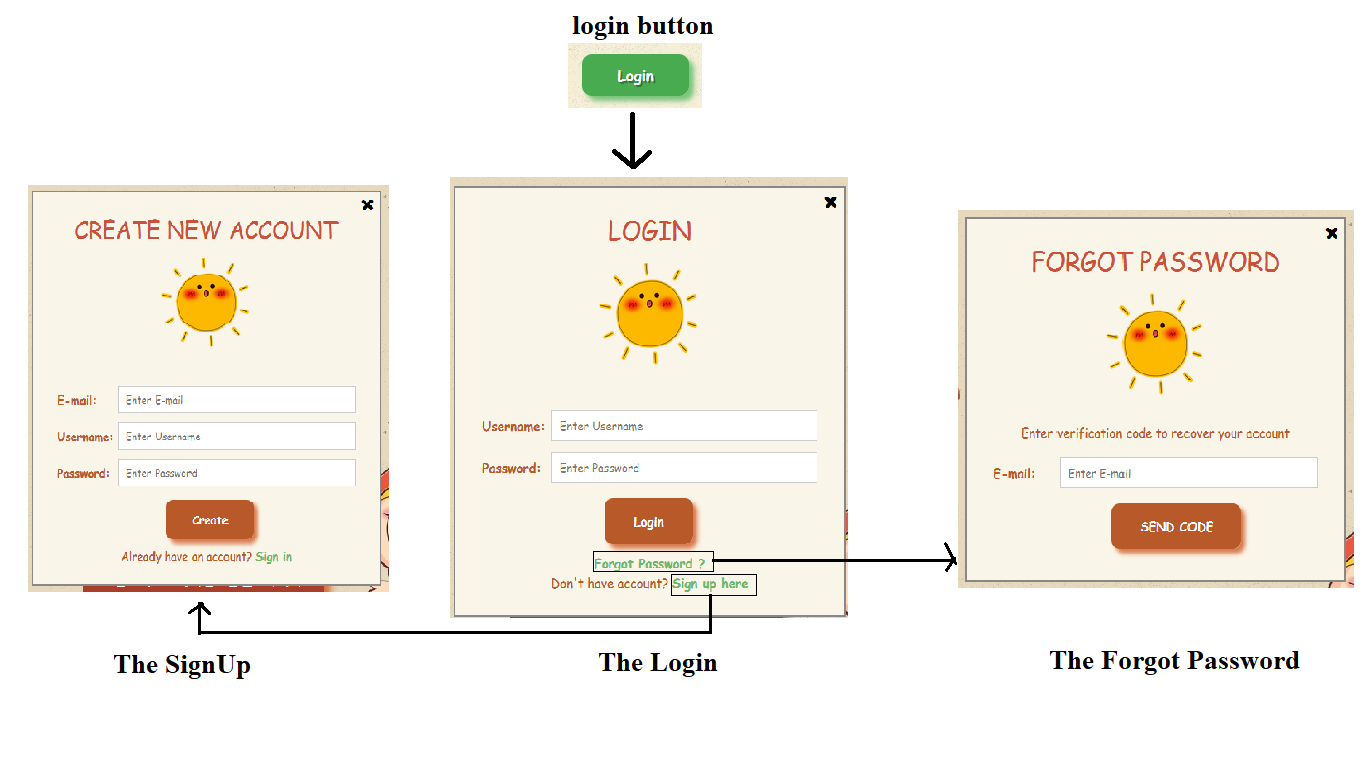 login button
Login
CREATE NEW ACCOUNT
E-mail: Enter E-mail
Username: Enter Username
Password: Enter Password
Create
Already have an account? Sign in
The SignUp
LOGIN
Username: Enter Username
Password: Enter Password
Login
Forgot Password ?
Don't have account? Sign up here
The Login
FORGOT PASSWORD
Enter verification code to recover your account
E-mail: Enter E-mail
SEND CODE
The Forgot Password